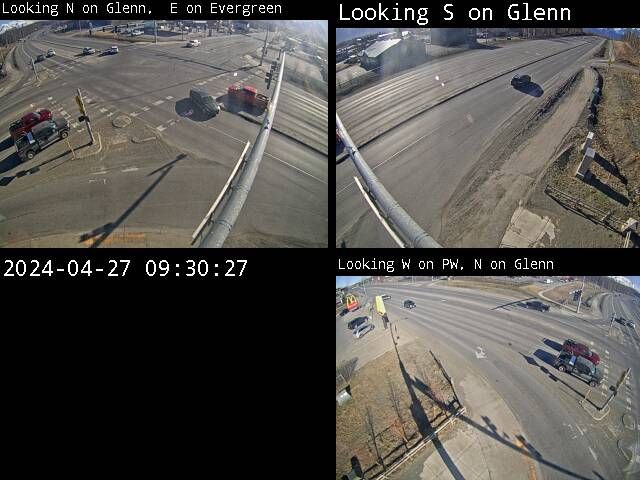 Looking N on Glenn, E on Evergreen
Looking S on Glenn
2024-04-27 09:30:27
Looking W on PW, N on Glenn